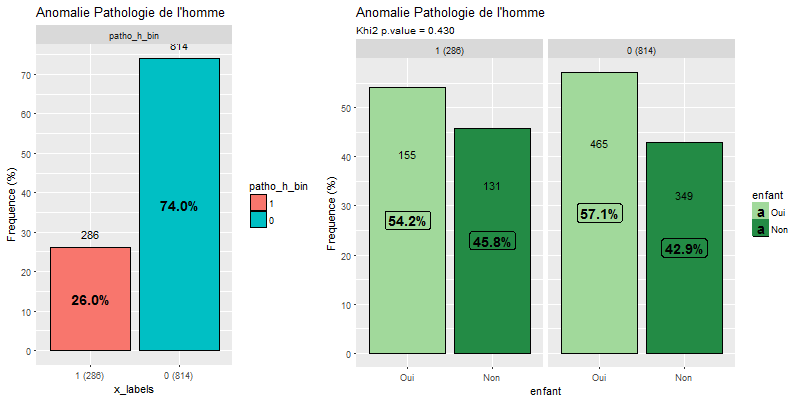 Anomalie Pathologie de l'homme
patho_h_bin
814
286
74.0%
26.0%
70
60
50
40
30
20
10
0
Frequence (%)
1 (286)
0 (814)
x_labels
patho_h_bin
1
0
Anomalie Pathologie de l'homme
Khi2 p.value = 0.430
1 (286)
0 (814)
155
131
465
349
54.2%
45.8%
57.1%
42.9%
50
40
30
20
10
0
Frequence (%)
Oui
Non
Oui
Non
enfant
enfant
a Oui
a Non